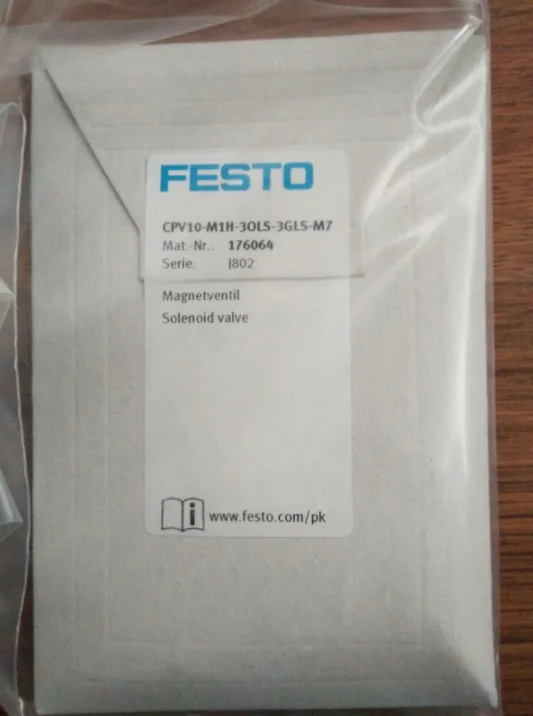 FESTO
CPV10-M1H-3OLS-3GLS-M7
Mat.-Nr.: 176064
Serie: J802
Magnetventil
Solenoid valve
i www.festo.com/pk